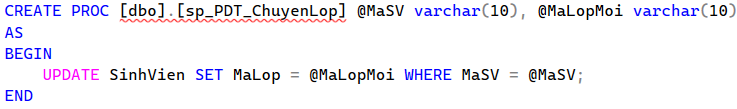 CREATE PROC [dbo].[sp_PDT_ChuyenLop] @MaSV varchar(10), @MaLopMoi varchar(10)
AS
BEGIN
    UPDATE SinhVien SET MaLop = @MaLopMoi WHERE MaSV = @MaSV;
END